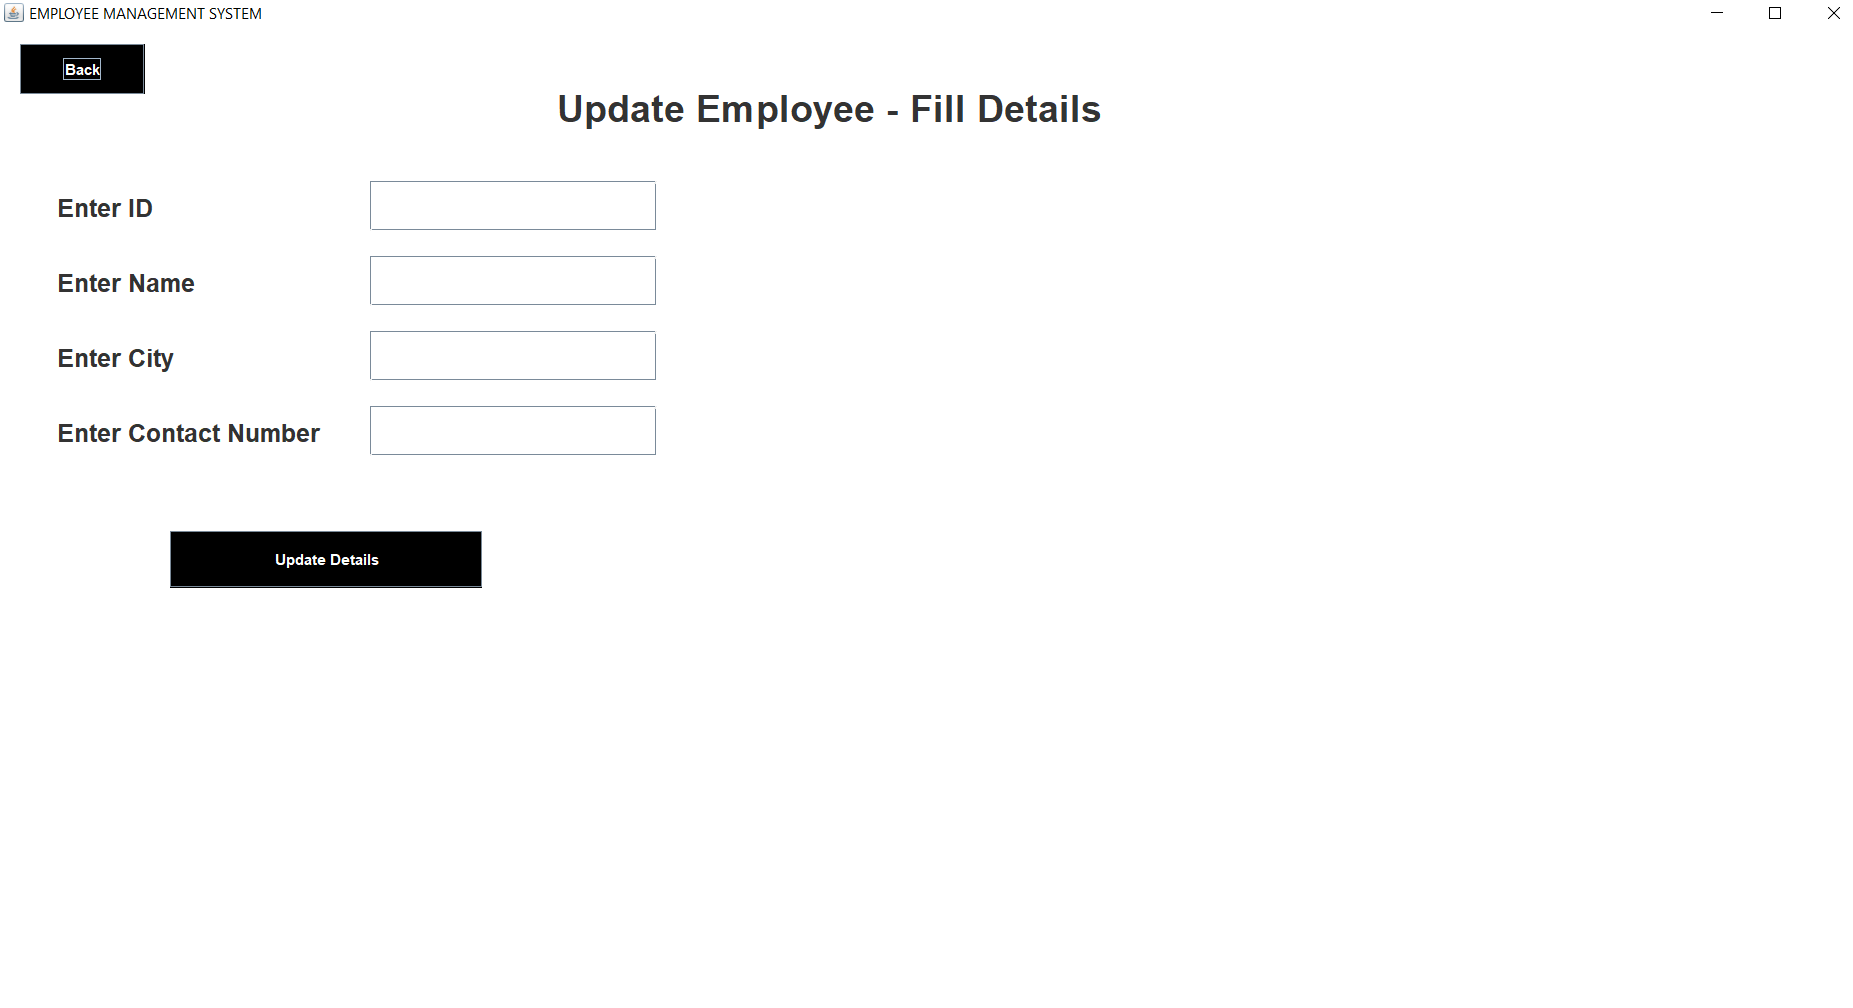 EMPLOYEE MANAGEMENT SYSTEM
Back
Update Employee - Fill Details
Enter ID
Enter Name
Enter City
Enter Contact Number
Update Details